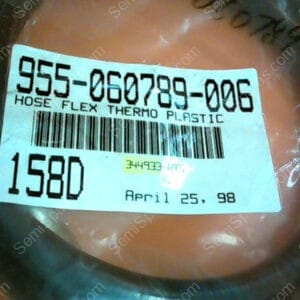 955-060789-006
HOSE FLEX THERMO PLASTIC
158D
April 25, 98